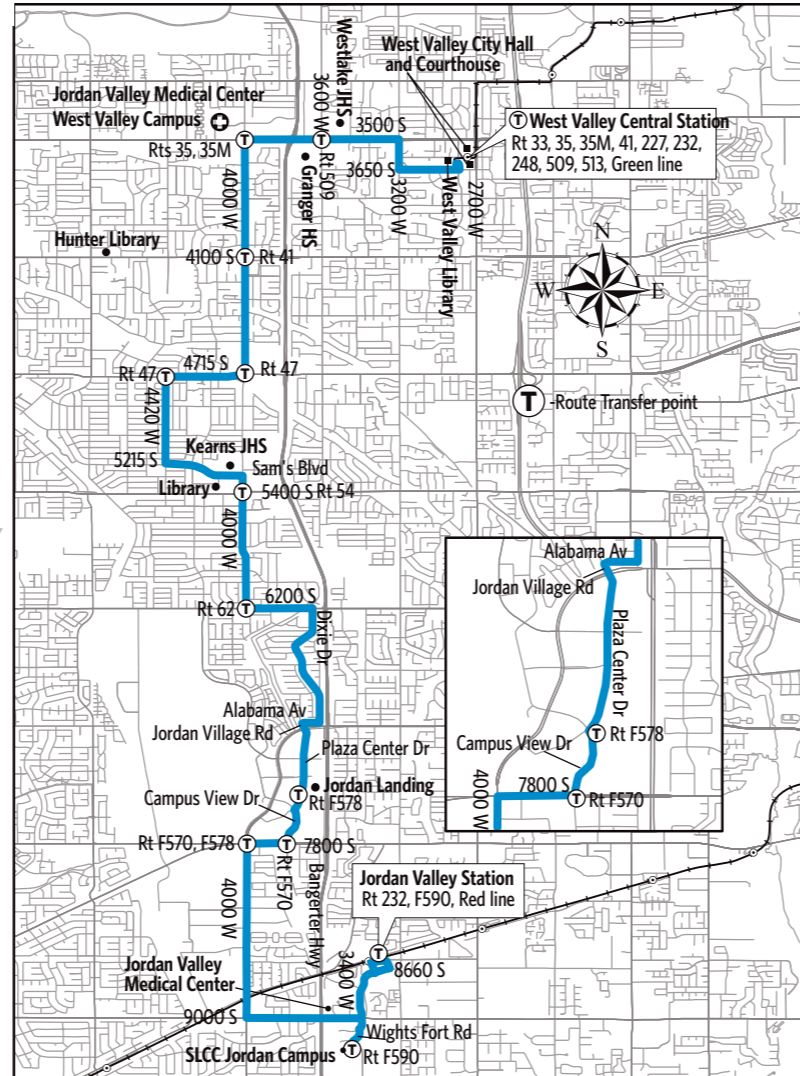 Westlake JHS
West Valley City Hall
and Courthouse
Jordan Valley Medical Center
West Valley Campus
3600 W
3500 S
T West Valley Central Station
Rt 33, 35, 35M, 41, 227, 232,
248, 509, 513, Green line
Rts 35, 35M
T
T
Rt 509
Granger HS
3650 S
3200 W
West Valley Library
2700 W
4000 W
Hunter Library
4100 S T Rt 41
N
W E
S
4715 S
Rt 47 T
T Rt 47
4420 W
T -Route Transfer point
Kearns JHS
5215 S
Sam's Blvd
Library
T 5400 S Rt 54
4000 W
Alabama Av
Jordan Village Rd
Plaza Center Dr
T Rt F578
Campus View Dr
7800 S
4000 W
T Rt F570
6200 S
Rt 62 T
Dixie Dr
Alabama Av
Jordan Village Rd
Plaza Center Dr
Jordan Landing
Campus View Dr
T Rt F578
Rt F570, F578 T
T 7800 S
Rt F570
Bangerter Hwy
4000 W
Jordan Valley Station
Rt 232, F590, Red line
T
3400 W
8660 S
Jordan Valley
Medical Center
9000 S
Wights Fort Rd
SLCC Jordan Campus
T Rt F590